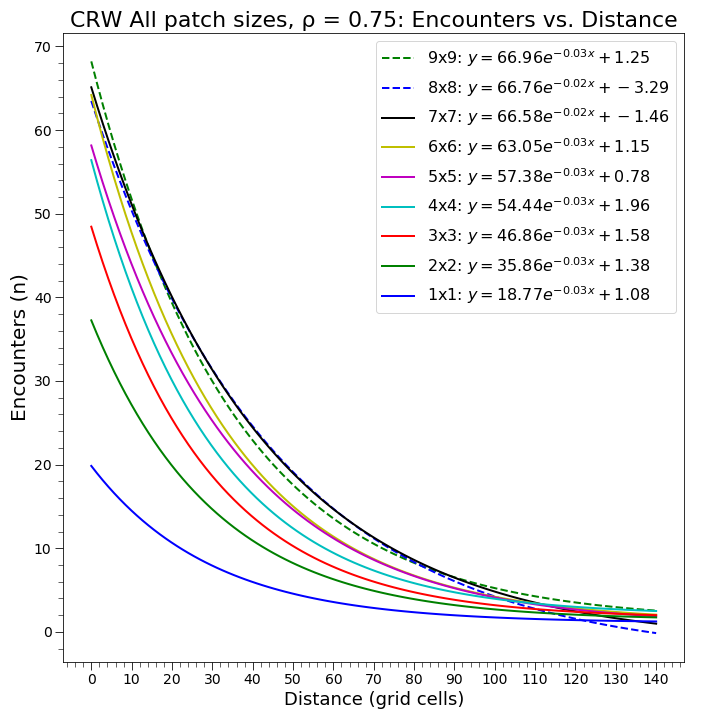 CRW All patch sizes, ρ = 0.75: Encounters vs. Distance
70
60
50
40
30
20
10
0
Encounters (n)
9x9: y = 66.96e^{−0.03x} + 1.25
8x8: y = 66.76e^{−0.02x} + −3.29
7x7: y = 66.58e^{−0.02x} + −1.46
6x6: y = 63.05e^{−0.03x} + 1.15
5x5: y = 57.38e^{−0.03x} + 0.78
4x4: y = 54.44e^{−0.03x} + 1.96
3x3: y = 46.86e^{−0.03x} + 1.58
2x2: y = 35.86e^{−0.03x} + 1.38
1x1: y = 18.77e^{−0.03x} + 1.08
0 10 20 30 40 50 60 70 80 90 100 110 120 130 140
Distance (grid cells)